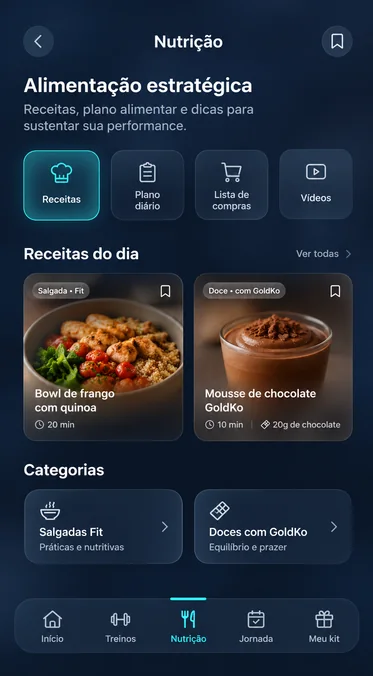 Nutrição
Alimentação estratégica
Receitas, plano alimentar e dicas para
sustentar sua performance.
Receitas
Plano
diário
Lista de
compras
Vídeos
Receitas do dia
Ver todas
Salgada • Fit
Bowl de frango
com quinoa
20 min
Doce • com GoldKo
Mousse de chocolate
GoldKo
10 min
20g de chocolate
Categorias
Salgadas Fit
Práticas e nutritivas
Doces com GoldKo
Equilíbrio e prazer
Início
Treinos
Nutrição
Jornada
Meu kit